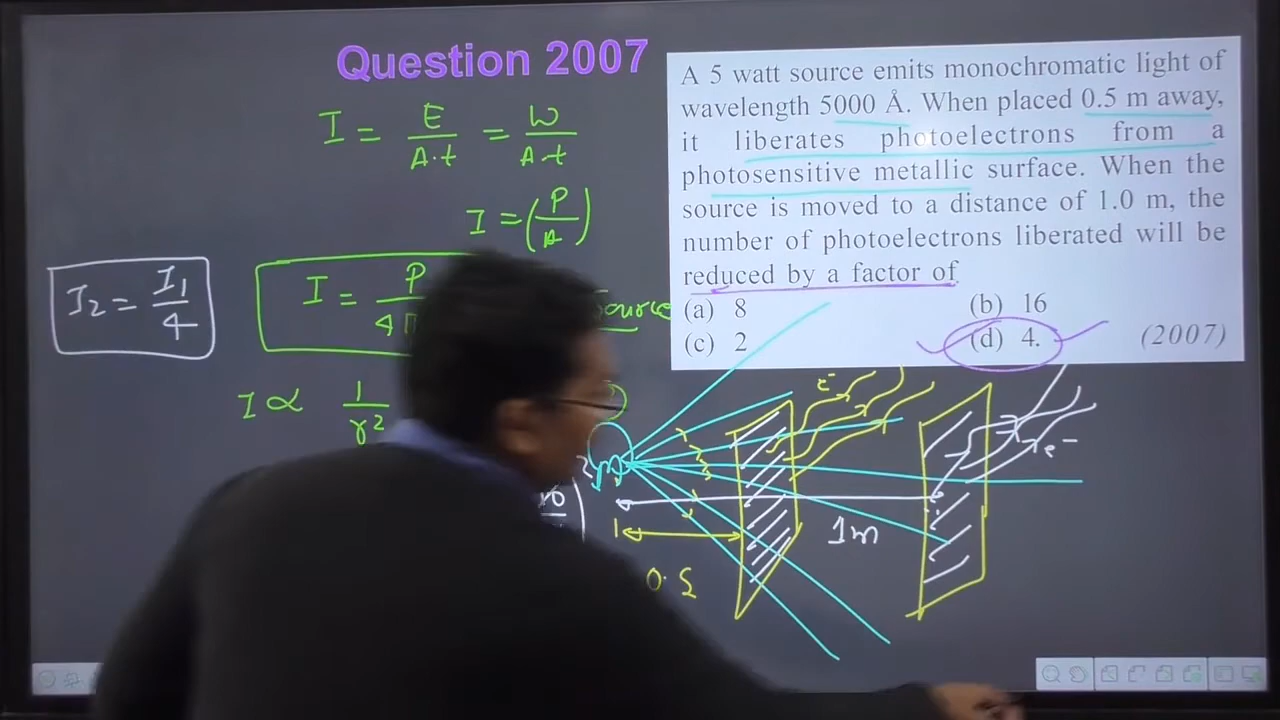 Question 2007
A 5 watt source emits monochromatic light of
wavelength 5000 Å. When placed 0.5 m away,
it liberates photoelectrons from a
photosensitive metallic surface. When the
source is moved to a distance of 1.0 m, the
number of photoelectrons liberated will be
reduced by a factor of
(a) 8 (b) 16
(c) 2 (d) 4. (2007)
I = E/A·t = W/A·t
I = (P/A)
I = P/4π
Source
I₂ = I₁/4
I ∝ 1/r²
e⁻
e⁻
1m
0.5